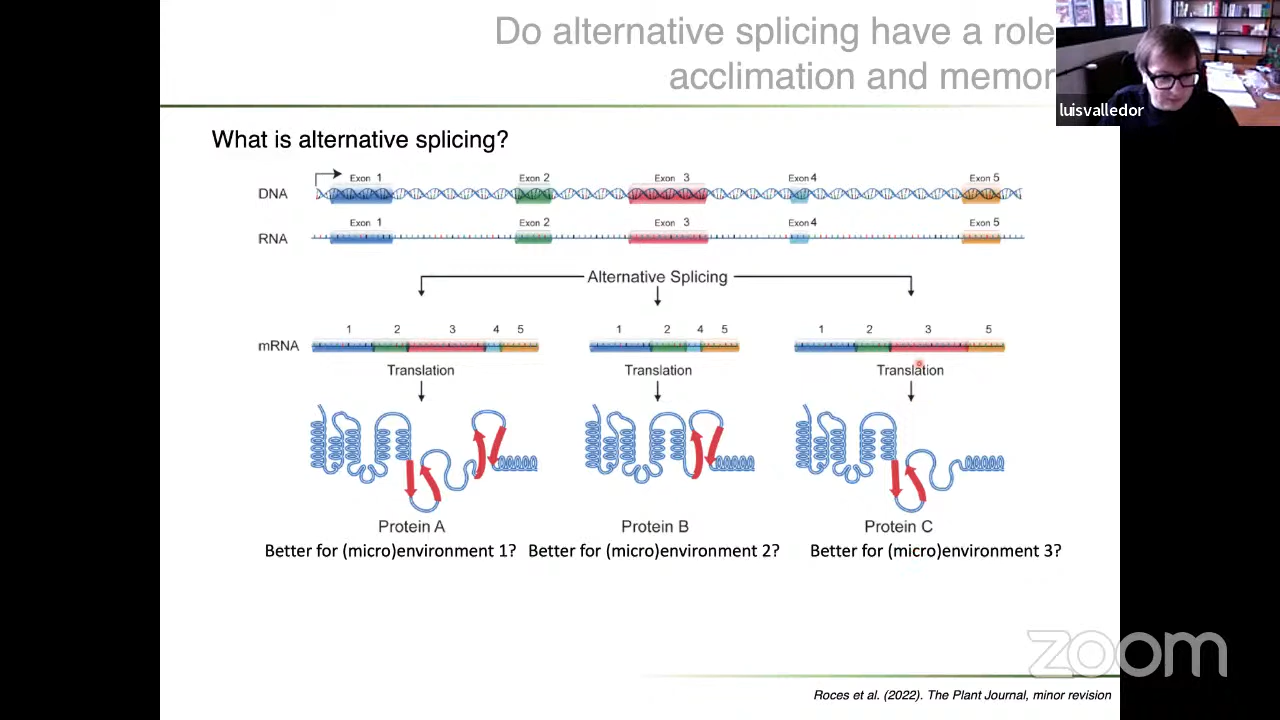 Do alternative splicing have a role
acclimation and memor
luisvalledor
What is alternative splicing?
DNA
Exon 1
Exon 2
Exon 3
Exon 4
Exon 5
RNA
Exon 1
Exon 2
Exon 3
Exon 4
Exon 5
Alternative Splicing
mRNA
1 2 3 4 5
1 2 4 5
1 2 3 5
Translation
Translation
Translation
Protein A
Protein B
Protein C
Better for (micro)environment 1?
Better for (micro)environment 2?
Better for (micro)environment 3?
zoom
Roces et al. (2022). The Plant Journal, minor revision